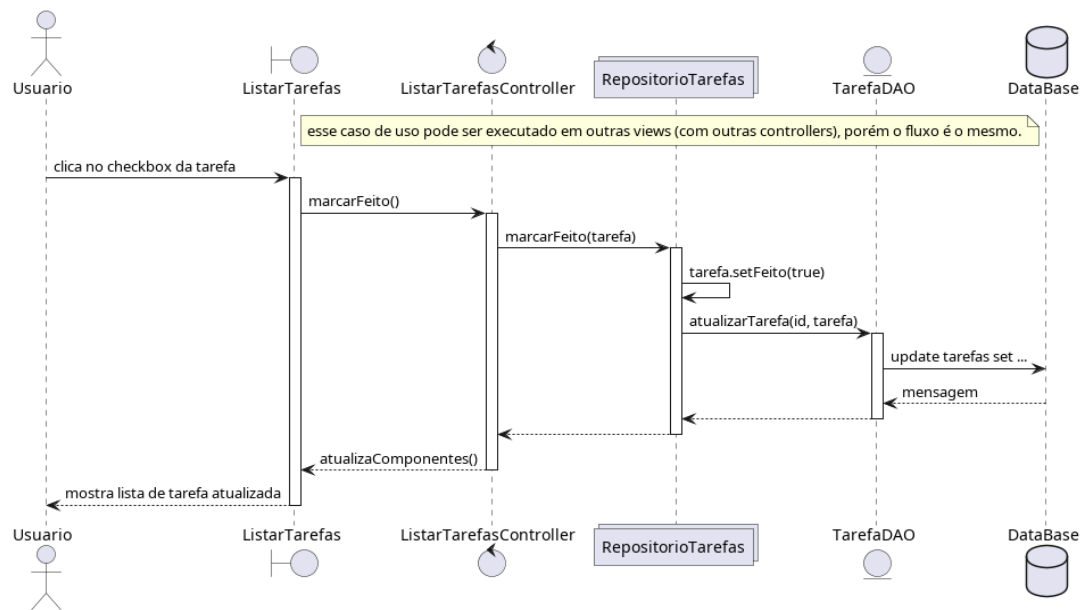 Usuario
ListarTarefas
ListarTarefasController
RepositorioTarefas
TarefaDAO
DataBase
esse caso de uso pode ser executado em outras views (com outras controllers), porém o fluxo é o mesmo.
clica no checkbox da tarefa
marcarFeito()
marcarFeito(tarefa)
tarefa.setFeito(true)
atualizarTarefa(id, tarefa)
update tarefas set ...
mensagem
atualizaComponentes()
mostra lista de tarefa atualizada
Usuario
ListarTarefas
ListarTarefasController
RepositorioTarefas
TarefaDAO
DataBase